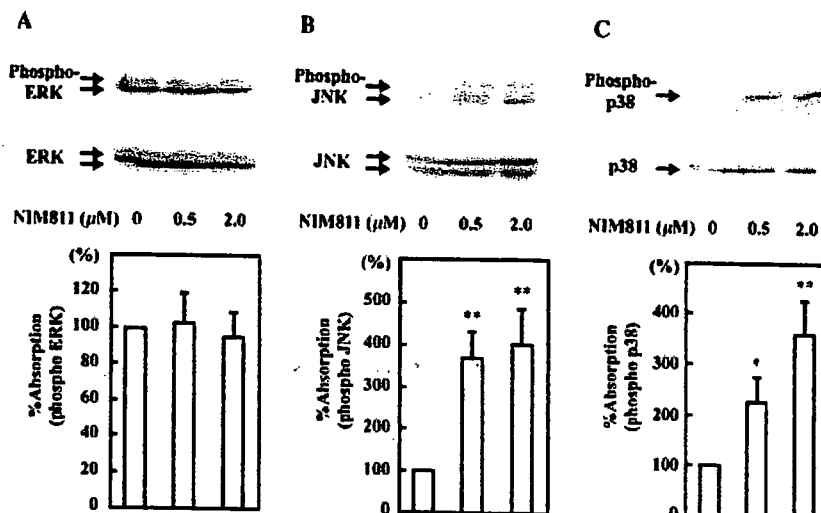 A
Phospho-
ERK
ERK
NIM811 (μM) 0 0.5 2.0
(%)
120
100
80
60
40
20
0
%Absorption
(phospho ERK)
B
Phospho-
JNK
JNK
NIM811 (μM) 0 0.5 2.0
(%)
500
400
300
200
100
0
%Absorption
(phospho JNK)
** **
C
Phospho-
p38
p38
NIM811 (μM) 0 0.5 2.0
(%)
400
300
200
100
0
%Absorption
(phospho p38)
* **